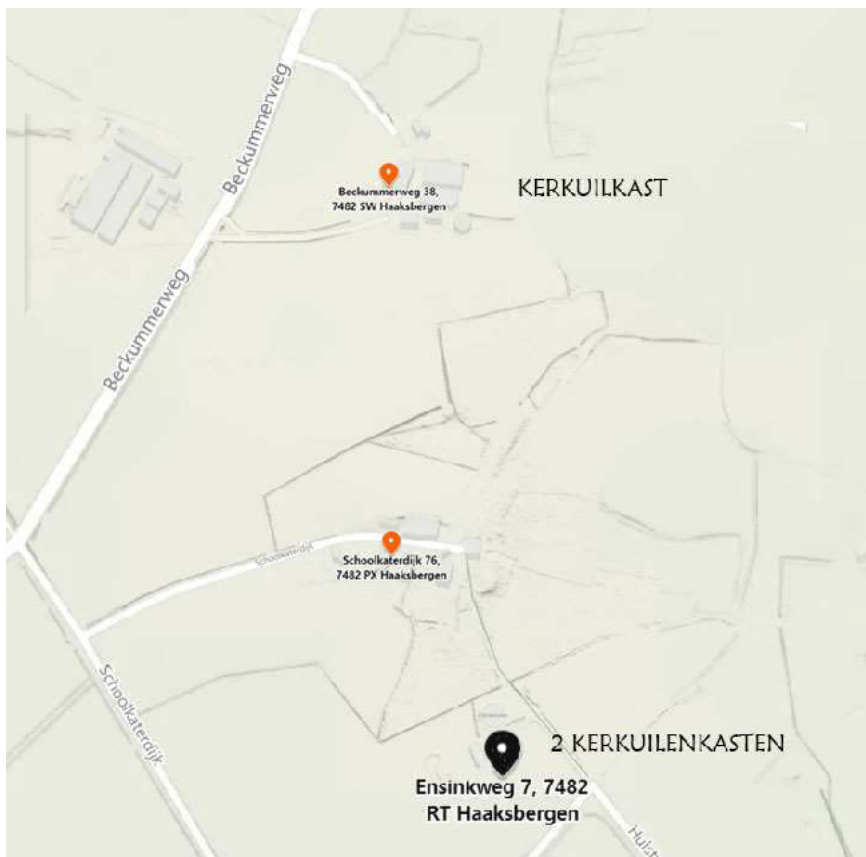 Beckummerweg
Beckummerweg 38,
7482 SW Haaksbergen
KERKUILKAST
Beckummerweg
Schoolkaterdijk
Schoolkaterdijk 76,
7482 PX Haaksbergen
Schoolkaterdijk
2 KERKUILENKASTEN
Ensinkweg 7, 7482
RT Haaksbergen
Hulst